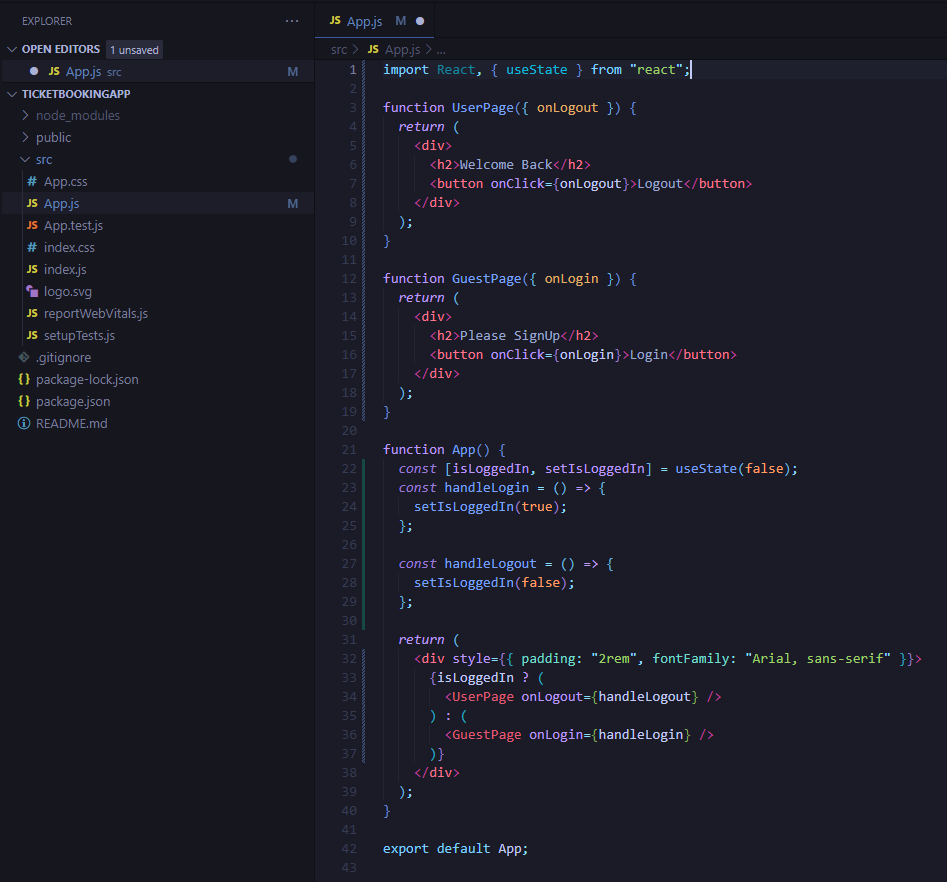 EXPLORER
OPEN EDITORS 1 unsaved
App.js src M
TICKETBOOKINGAPP
node_modules
public
src
# App.css
JS App.js M
JS App.test.js
# index.css
JS index.js
logo.svg
JS reportWebVitals.js
JS setupTests.js
.gitignore
{} package-lock.json
{} package.json
README.md
JS App.js M
src > JS App.js > ...
1 import React, { useState } from "react";
2
3 function UserPage({ onLogout }) {
4   return (
5     <div>
6       <h2>Welcome Back</h2>
7       <button onClick={onLogout}>Logout</button>
8     </div>
9   );
10 }
11
12 function GuestPage({ onLogin }) {
13   return (
14     <div>
15       <h2>Please SignUp</h2>
16       <button onClick={onLogin}>Login</button>
17     </div>
18   );
19 }
20
21 function App() {
22   const [isLoggedIn, setIsLoggedIn] = useState(false);
23   const handleLogin = () => {
24     setIsLoggedIn(true);
25   };
26
27   const handleLogout = () => {
28     setIsLoggedIn(false);
29   };
30
31   return (
32     <div style={{ padding: "2rem", fontFamily: "Arial, sans-serif" }}>
33       {isLoggedIn ? (
34         <UserPage onLogout={handleLogout} />
35       ) : (
36         <GuestPage onLogin={handleLogin} />
37       )}
38     </div>
39   );
40 }
41
42 export default App;
43